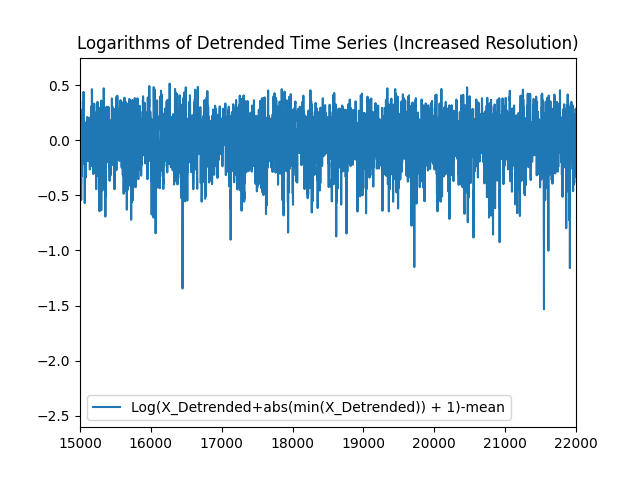 Logarithms of Detrended Time Series (Increased Resolution)
0.5
0.0
−0.5
−1.0
−1.5
−2.0
−2.5
Log(X_Detrended+abs(min(X_Detrended)) + 1)-mean
15000 16000 17000 18000 19000 20000 21000 22000